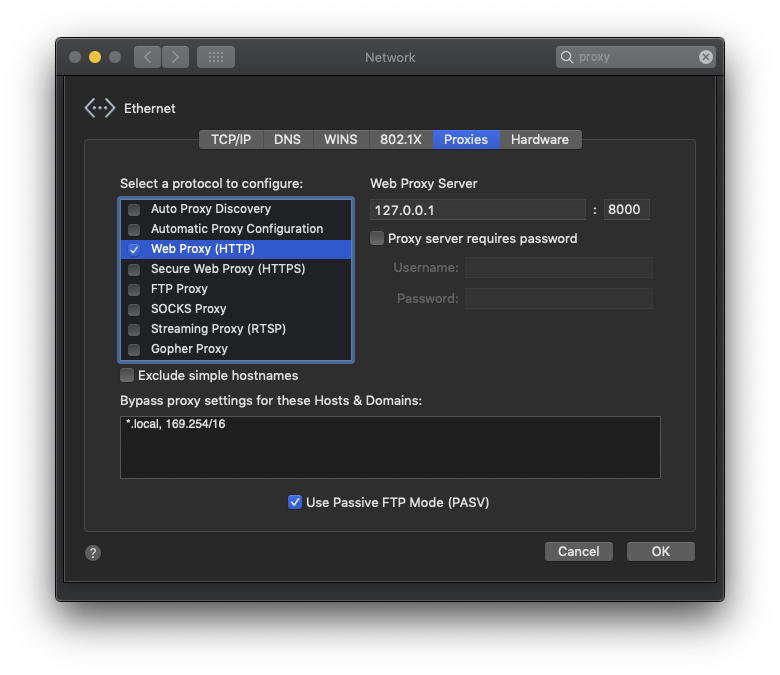 Network
proxy
Ethernet
TCP/IP DNS WINS 802.1X Proxies Hardware
Select a protocol to configure:
Auto Proxy Discovery
Automatic Proxy Configuration
Web Proxy (HTTP)
Secure Web Proxy (HTTPS)
FTP Proxy
SOCKS Proxy
Streaming Proxy (RTSP)
Gopher Proxy
Exclude simple hostnames
Web Proxy Server
127.0.0.1 : 8000
Proxy server requires password
Username:
Password:
Bypass proxy settings for these Hosts & Domains:
*.local, 169.254/16
Use Passive FTP Mode (PASV)
?
Cancel OK